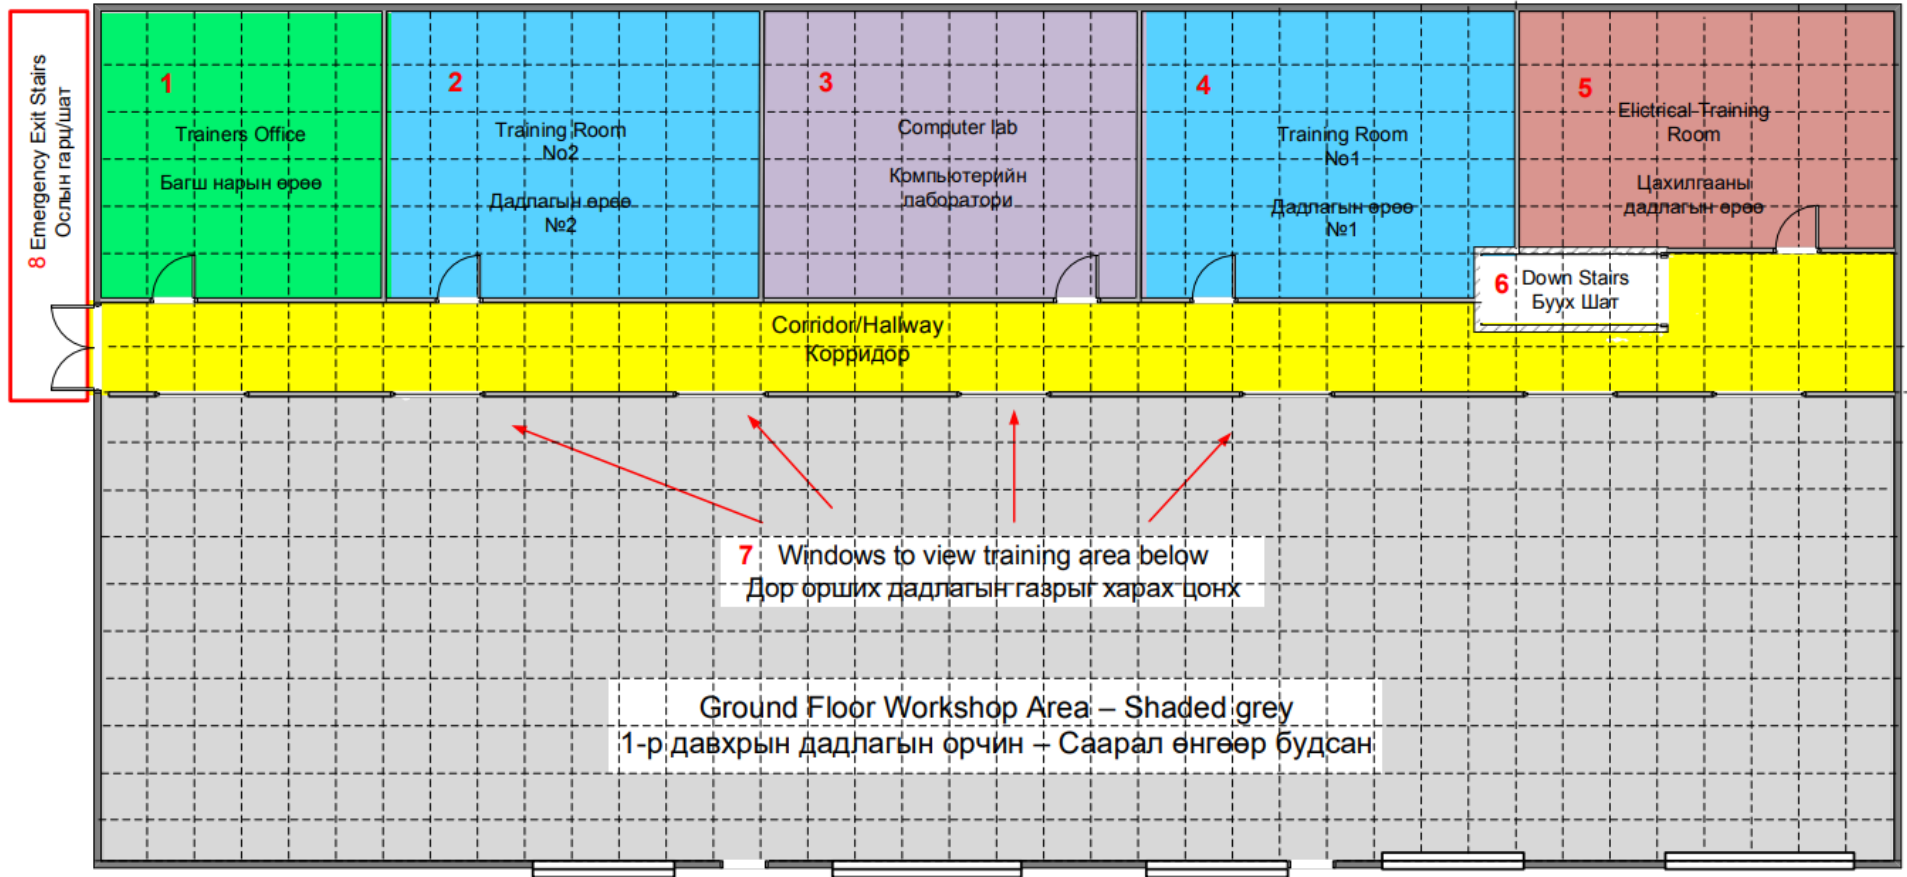 8 Emergency Exit Stairs
Ослын гарц/шат
1
Trainers Office
Багш нарын өрөө
2
Training Room
No2
Дадлагын өрөө
№2
3
Computer lab
Компьютерийн
лаборатори
4
Training Room
No1
Дадлагын өрөө
№1
5
Elictrical Training
Room
Цахилгааны
дадлагын өрөө
6 Down Stairs
Буух Шат
Corridor/Hallway
Корридор
7 Windows to view training area below
Дор орших дадлагын газрыг харах цонх
Ground Floor Workshop Area – Shaded grey
1-р давхрын дадлагын орчин – Саарал өнгөөр будсан